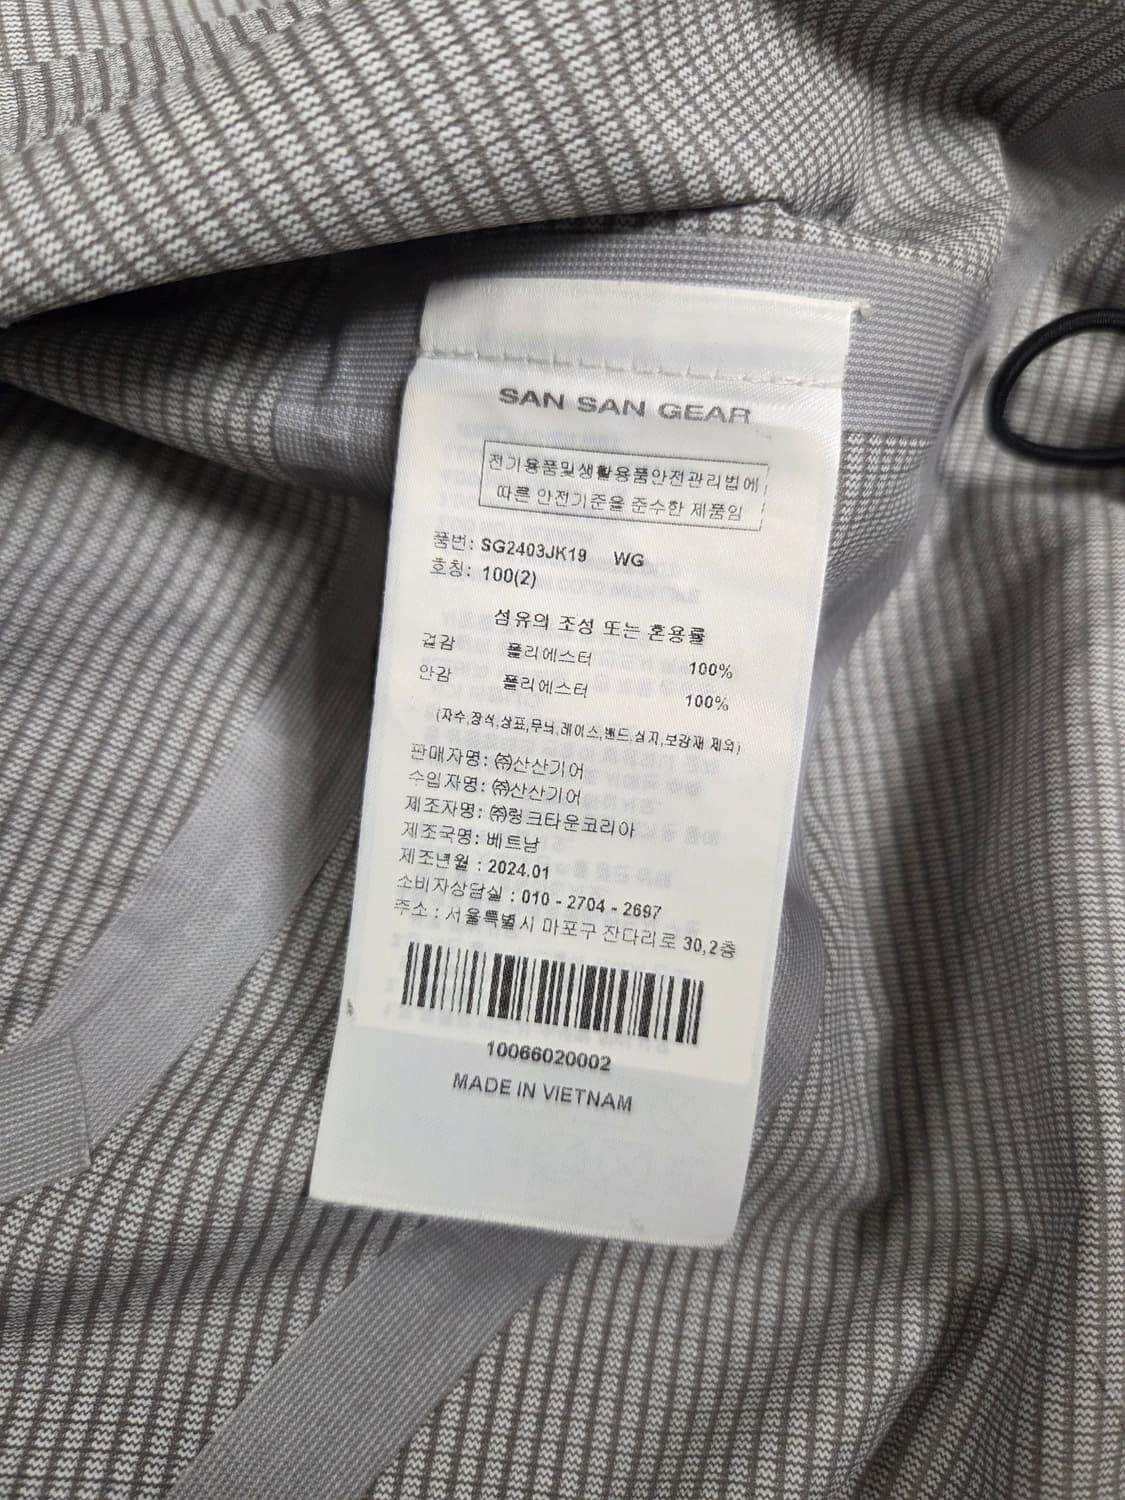 SAN SAN GEAR
전기용품및생활용품안전관리법에
따른 안전기준을 준수한 제품임
품번: SG2403JK19 WG
호칭: 100(2)
섬유의 조성 또는 혼용률
겉감 폴리에스터 100%
안감 폴리에스터 100%
(자수,장식,상표,무늬,레이스,밴드,심지,보강재 제외)
판매자명: ㈜산산기어
수입자명: ㈜산산기어
제조자명: ㈜링크타운코리아
제조국명: 베트남
제조년월 : 2024.01
소비자상담실 : 010 - 2704 - 2697
주소 : 서울특별시 마포구 잔다리로 30,2층
10066020002
MADE IN VIETNAM